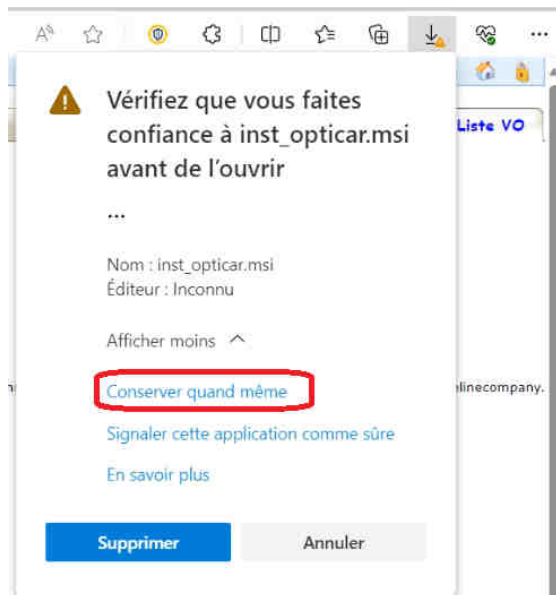 A
Vérifiez que vous faites
confiance à inst_opticar.msi
avant de l'ouvrir
...
Liste VO
Nom : inst_opticar.msi
Éditeur : Inconnu
Afficher moins
Conserver quand même
elinecompany.
Signaler cette application comme sûre
En savoir plus
Supprimer
Annuler